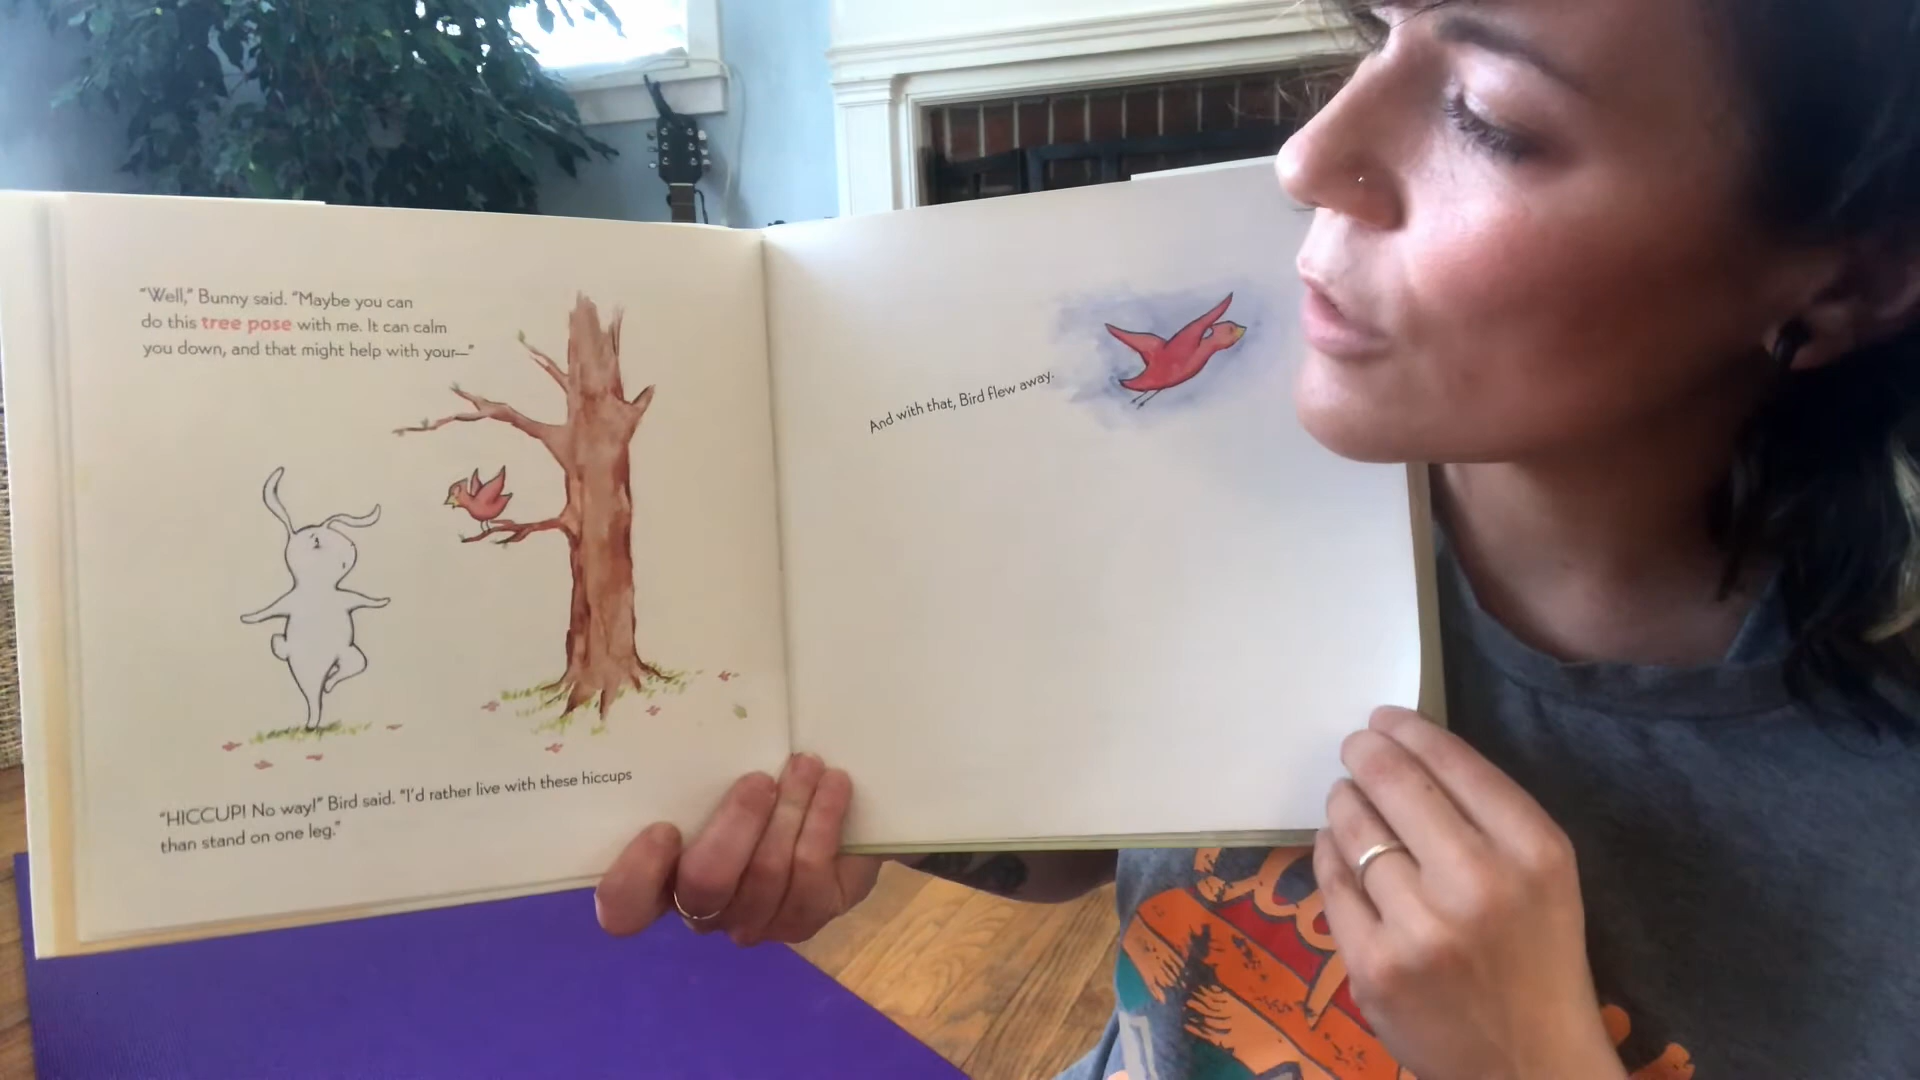 "Well," Bunny said. "Maybe you can
do this tree pose with me. It can calm
you down, and that might help with your—"
"HICCUP! No way!" Bird said. "I'd rather live with these hiccups
than stand on one leg."
And with that, Bird flew away.